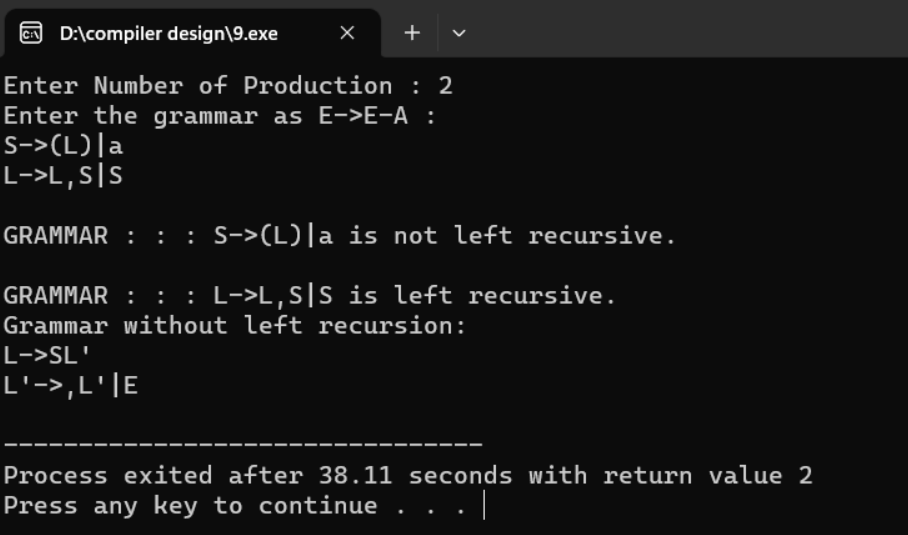 D:\compiler design\9.exe
Enter Number of Production : 2
Enter the grammar as E->E-A :
S->(L)|a
L->L,S|S
GRAMMAR : : : S->(L)|a is not left recursive.
GRAMMAR : : : L->L,S|S is left recursive.
Grammar without left recursion:
L->SL'
L'->,L'|E
--------------------------------
Process exited after 38.11 seconds with return value 2
Press any key to continue . . .